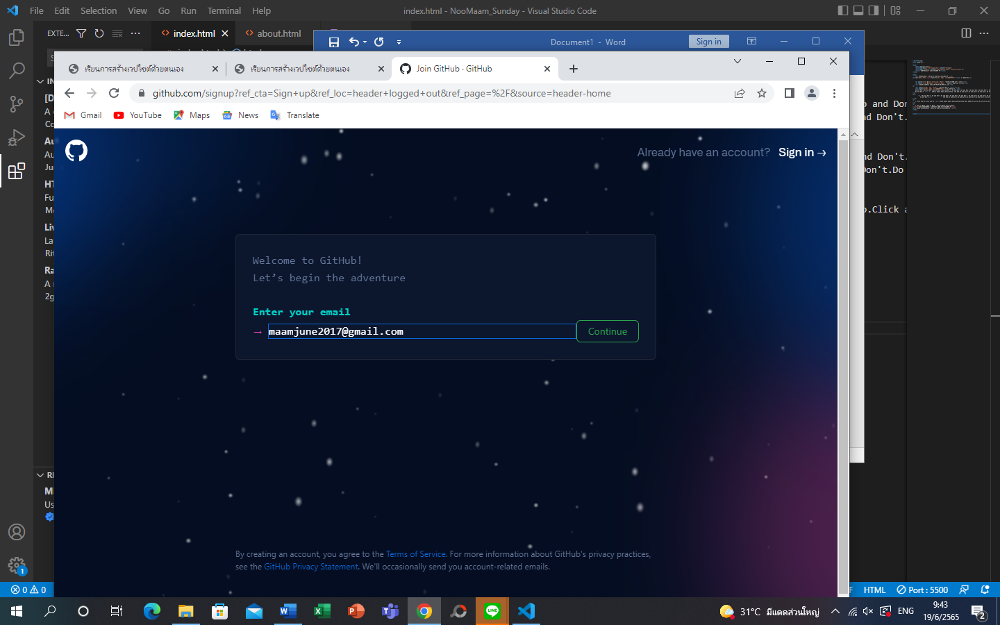 File Edit Selection View Go Run Terminal Help
index.html - NooMaam_Sunday - Visual Studio Code
EXTE...
index.html
about.html
Document1 - Word
Sign in
เรียนการสร้างเวปไซต์ด้วยตนเอง
เรียนการสร้างเวปไซต์ด้วยตนเอง
Join GitHub · GitHub
github.com/signup?ref_cta=Sign+up&ref_loc=header+logged+out&ref_page=%2F&source=header-home
Gmail
YouTube
Maps
News
Translate
Already have an account? Sign in →
Welcome to GitHub!
Let's begin the adventure
Enter your email
→ maamjune2017@gmail.com
Continue
By creating an account, you agree to the Terms of Service. For more information about GitHub's privacy practices,
see the GitHub Privacy Statement. We'll occasionally send you account-related emails.
and Don't.
Don't.Do
0 0
HTML
Port : 5500
31°C มีแดดส่วนใหญ่
ENG
9:43
19/6/2565
2
1
LINE